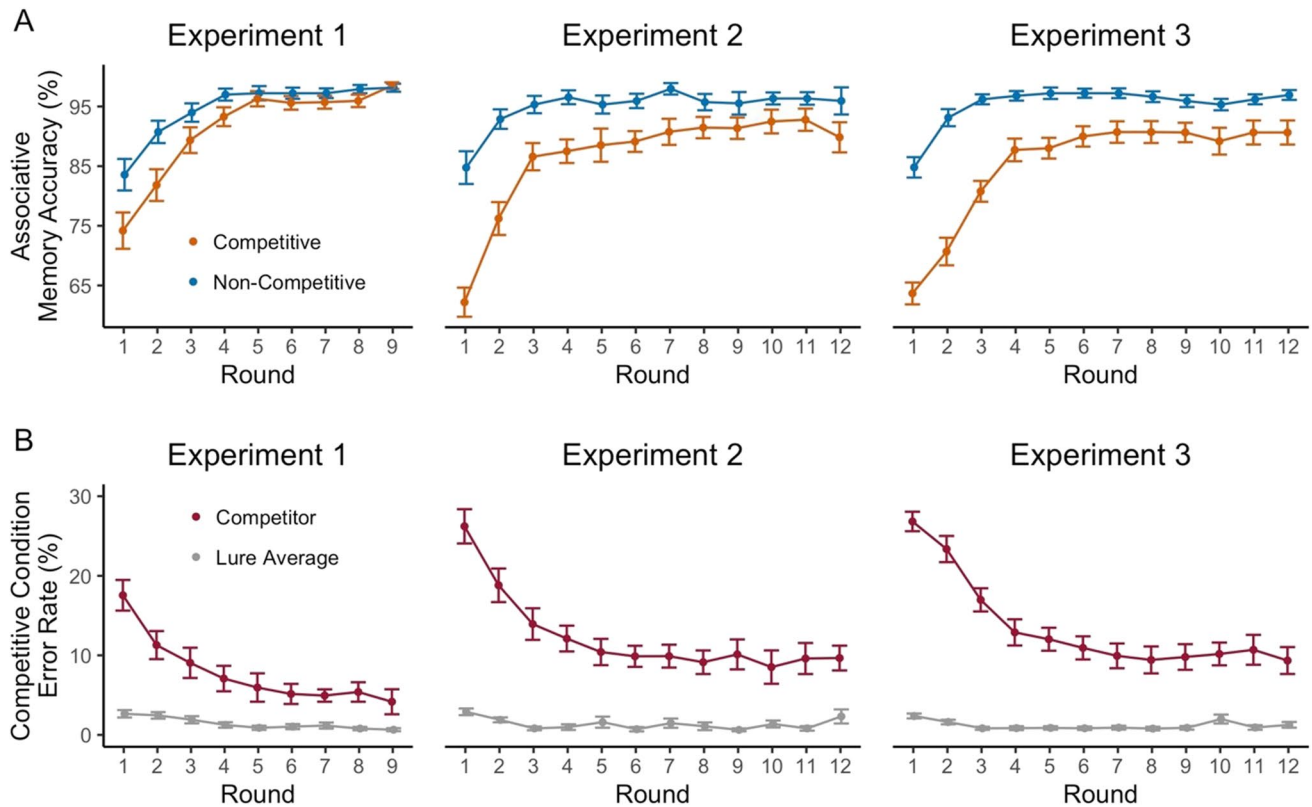 A
Experiment 1
Experiment 2
Experiment 3
Associative
Memory Accuracy (%)
95
85
75
65
Competitive
Non-Competitive
1 2 3 4 5 6 7 8 9
1 2 3 4 5 6 7 8 9 10 11 12
1 2 3 4 5 6 7 8 9 10 11 12
Round
Round
Round
B
Experiment 1
Experiment 2
Experiment 3
Competitive Condition
Error Rate (%)
30
20
10
0
Competitor
Lure Average
1 2 3 4 5 6 7 8 9
1 2 3 4 5 6 7 8 9 10 11 12
1 2 3 4 5 6 7 8 9 10 11 12
Round
Round
Round